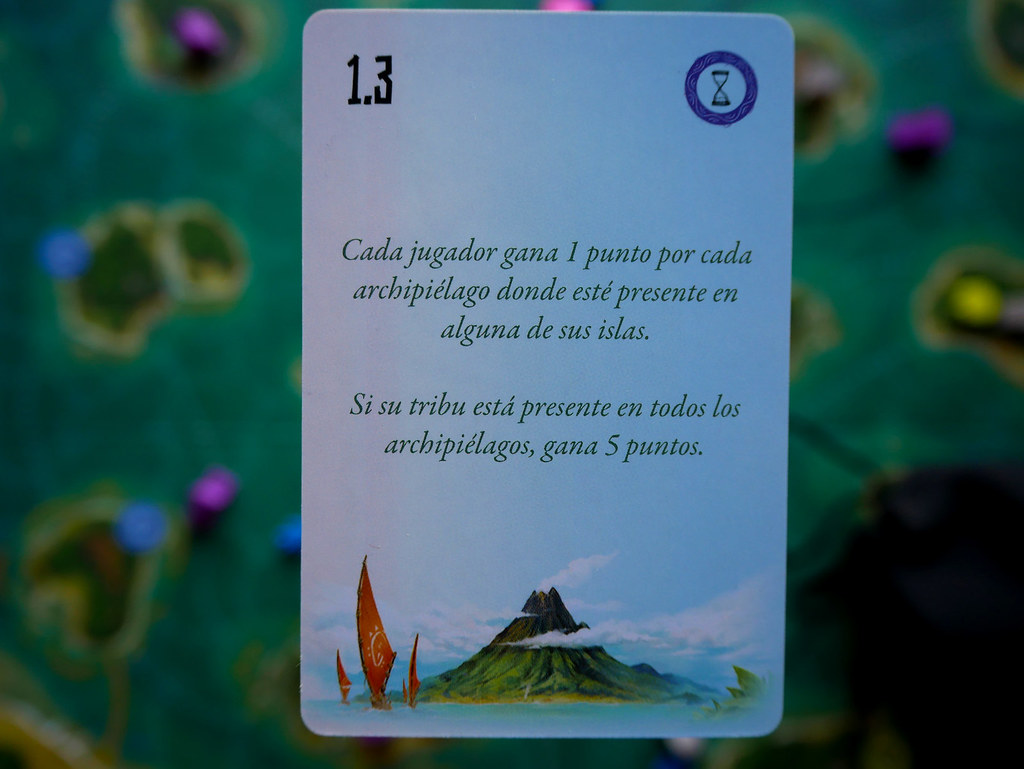 1.3
Cada jugador gana 1 punto por cada
archipiélago donde esté presente en
alguna de sus islas.
Si su tribu está presente en todos los
archipiélagos, gana 5 puntos.